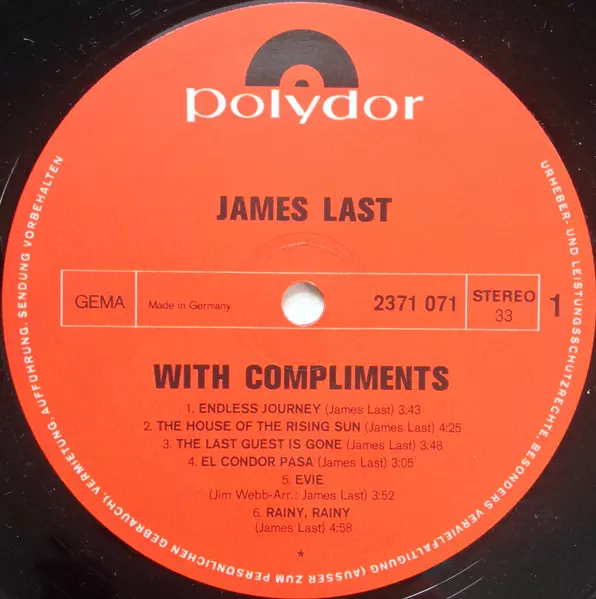 polydor
JAMES LAST
GEMA
Made in Germany
2371 071
STEREO
33
1
WITH COMPLIMENTS
1. ENDLESS JOURNEY (James Last) 3:43
2. THE HOUSE OF THE RISING SUN (James Last) 4:25
3. THE LAST GUEST IS GONE (James Last) 3:48
4. EL CONDOR PASA (James Last) 3:05
5. EVIE
(Jim Webb-Arr.: James Last) 3:52
6. RAINY, RAINY
(James Last) 4:58
*
URHEBER- UND LEISTUNGSSCHUTZRECHTE, BESONDERS VERVIELFÄLTIGUNG (AUSSER ZUM PERSÖNLICHEN GEBRAUCH), VERMIETUNG, AUFFÜHRUNG, SENDUNG VORBEHALTEN